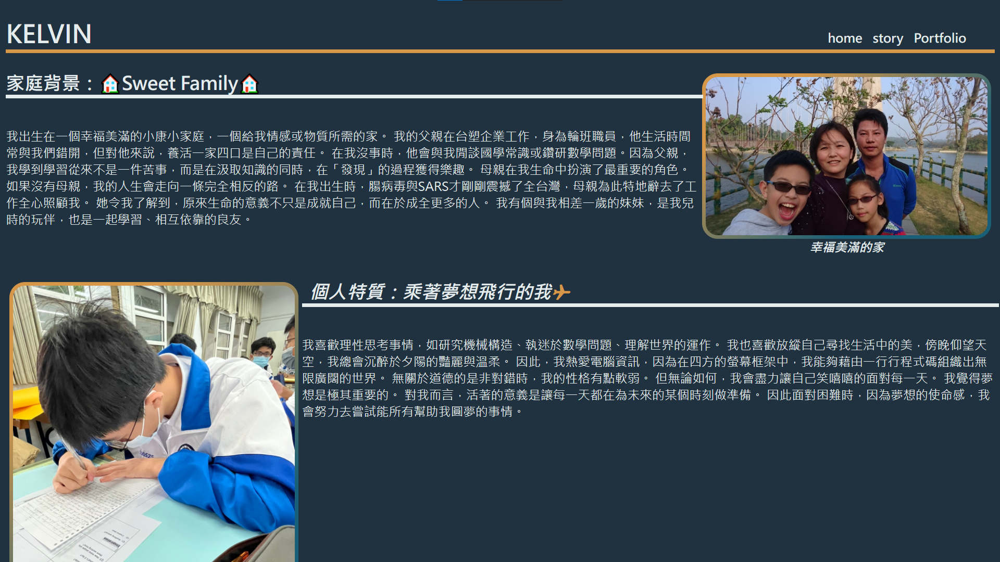 KELVIN
home story Portfolio
家庭背景：🏠Sweet Family🏠
我出生在一個幸福美滿的小康小家庭，一個給我情感或物質所需的家。 我的父親在台塑企業工作，身為輪班職員，他生活時間
常與我們錯開，但對他來說，養活一家四口是自己的責任。 在我沒事時，他會與我閒談國學常識或鑽研數學問題。因為父親，
我學到學習從來不是一件苦事，而是在汲取知識的同時，在「發現」的過程獲得樂趣。 母親在我生命中扮演了最重要的角色。
如果沒有母親，我的人生會走向一條完全相反的路。 在我出生時，腸病毒與SARS才剛剛震撼了全台灣，母親為此特地辭去了工
作全心照顧我。 她令我了解到，原來生命的意義不只是成就自己，而在於成全更多的人。 我有個與我相差一歲的妹妹，是我兒
時的玩伴，也是一起學習、相互依靠的良友。
幸福美滿的家
個人特質：乘著夢想飛行的我✈
我喜歡理性思考事情，如研究機械構造、執迷於數學問題、理解世界的運作。 我也喜歡放縱自己尋找生活中的美，傍晚仰望天
空，我總會沉醉於夕陽的豔麗與溫柔。 因此，我熱愛電腦資訊，因為在四方的螢幕框架中，我能夠藉由一行行程式碼組織出無
限廣闊的世界。 無關於道德的是非對錯時，我的性格有點軟弱。 但無論如何，我會盡力讓自己笑嘻嘻的面對每一天。 我覺得夢
想是極其重要的。 對我而言，活著的意義是讓每一天都在為未來的某個時刻做準備。 因此面對困難時，因為夢想的使命感，我
會努力去嘗試能所有幫助我圓夢的事情。